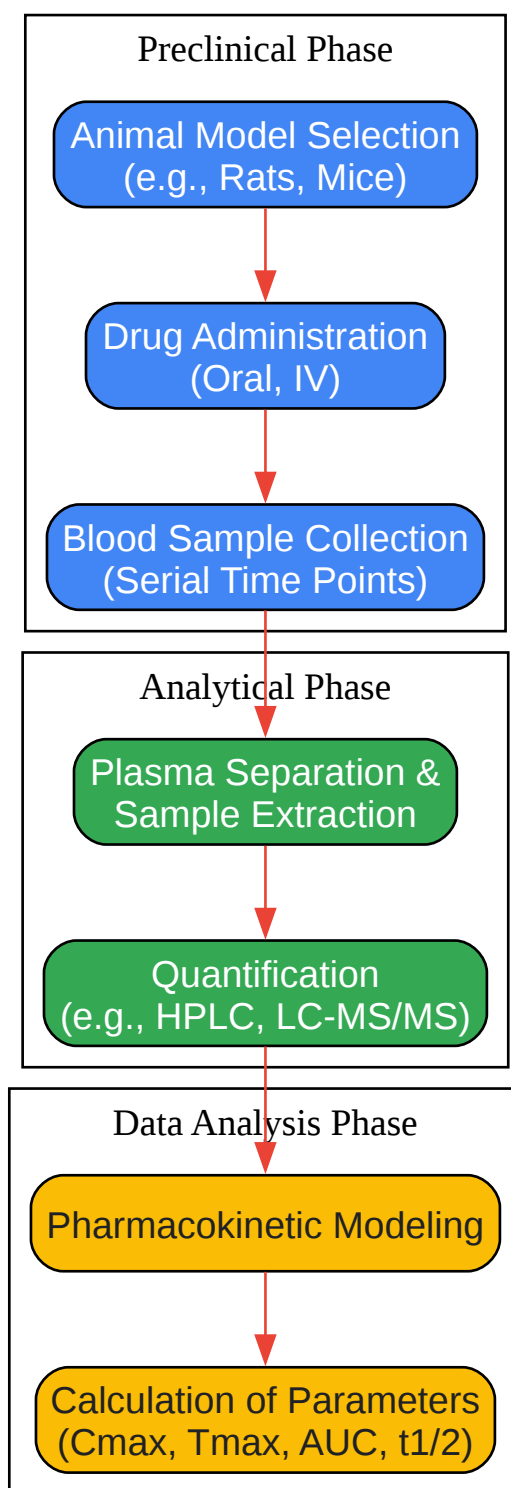 Preclinical Phase
Animal Model Selection
(e.g., Rats, Mice)
Drug Administration
(Oral, IV)
Blood Sample Collection
(Serial Time Points)
Analytical Phase
Plasma Separation &
Sample Extraction
Quantification
(e.g., HPLC, LC-MS/MS)
Data Analysis Phase
Pharmacokinetic Modeling
Calculation of Parameters
(Cmax, Tmax, AUC, t1/2)